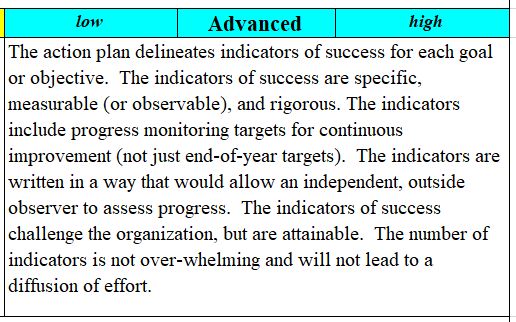 low Advanced high
The action plan delineates indicators of success for each goal
or objective.  The indicators of success are specific,
measurable (or observable), and rigorous. The indicators
include progress monitoring targets for continuous
improvement (not just end-of-year targets).  The indicators are
written in a way that would allow an independent, outside
observer to assess progress.  The indicators of success
challenge the organization, but are attainable.  The number of
indicators is not over-whelming and will not lead to a
diffusion of effort.